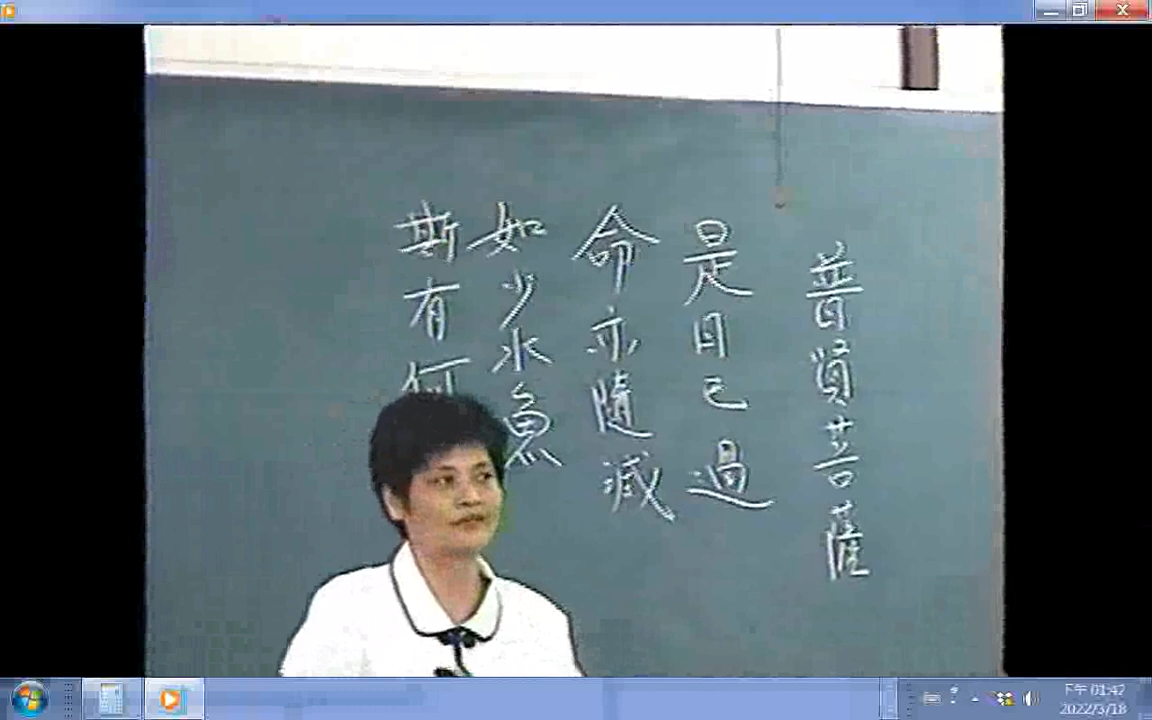 普賢菩薩
是日已過
命亦隨減
如少水魚
斯有何
下午 01:42
2022/3/18